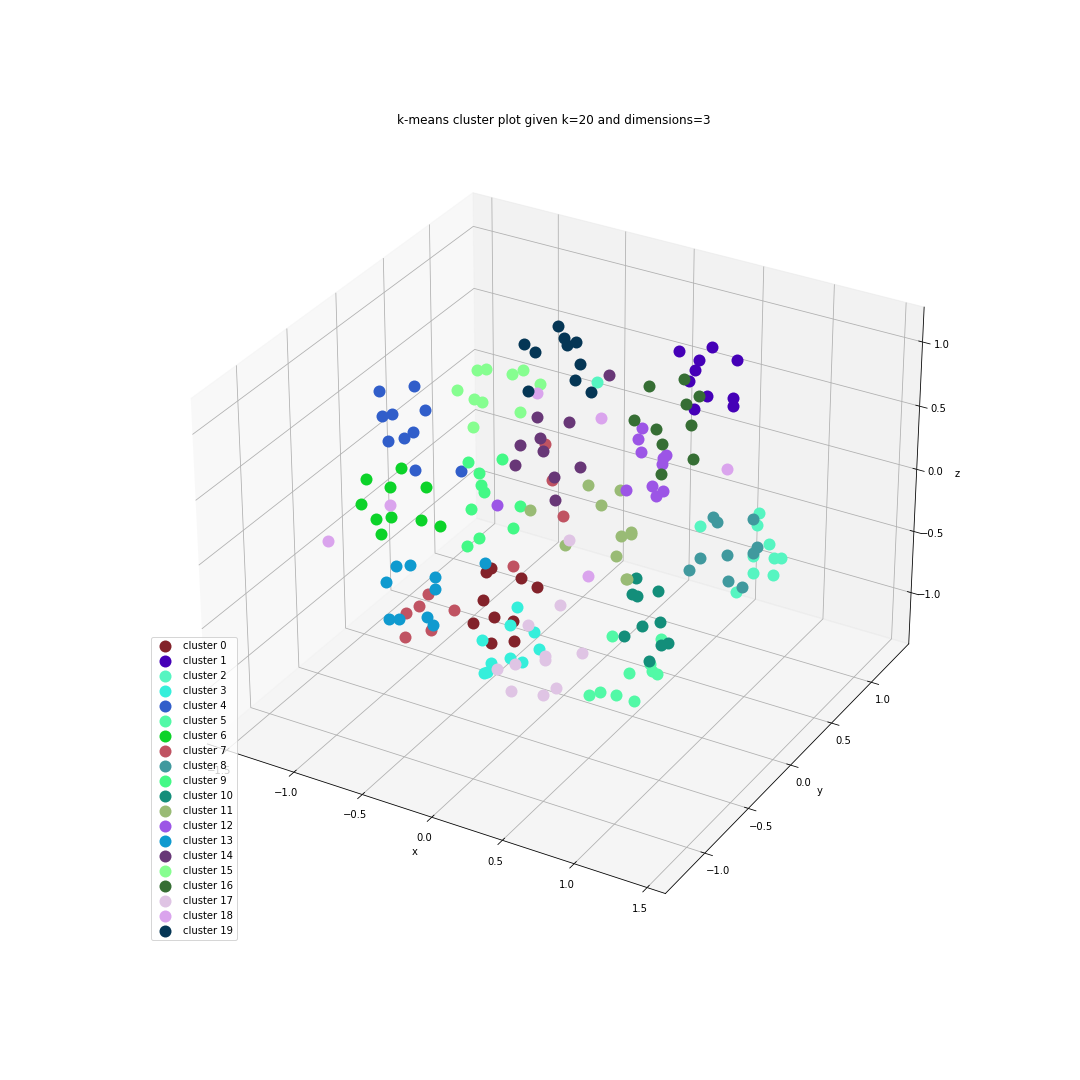 k-means cluster plot given k=20 and dimensions=3
1.0
0.5
0.0
z
−0.5
−1.0
1.0
0.5
0.0
y
−0.5
−1.0
−1.5
−1.0
−0.5
0.0
x
0.5
1.0
1.5
cluster 0
cluster 1
cluster 2
cluster 3
cluster 4
cluster 5
cluster 6
cluster 7
cluster 8
cluster 9
cluster 10
cluster 11
cluster 12
cluster 13
cluster 14
cluster 15
cluster 16
cluster 17
cluster 18
cluster 19